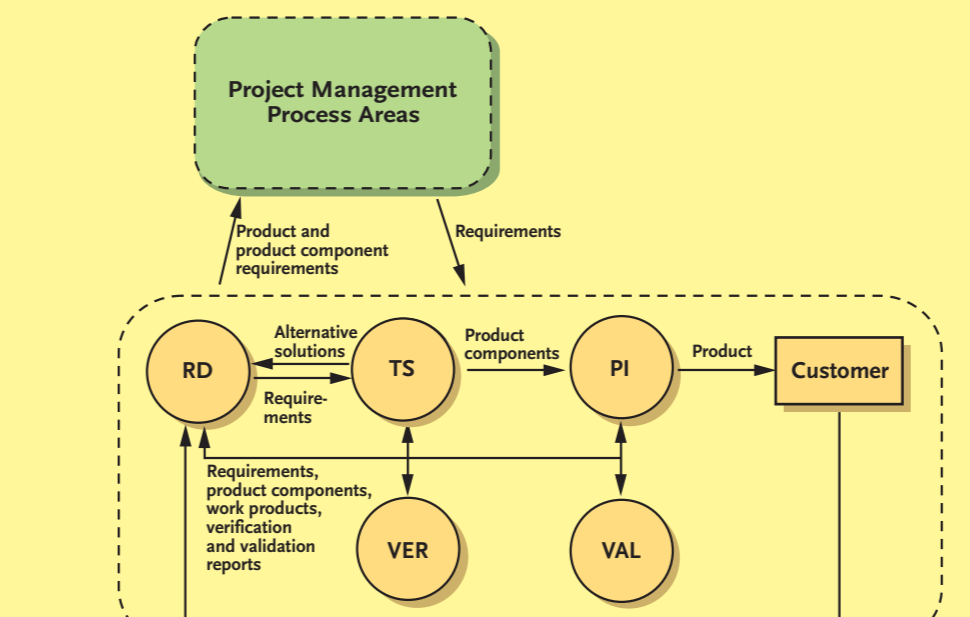 Project Management
Process Areas
Product and
product component
requirements
Requirements
RD
Alternative
solutions
Require-
ments
TS
Product
components
PI
Product
Customer
Requirements,
product components,
work products,
verification
and validation
reports
VER
VAL